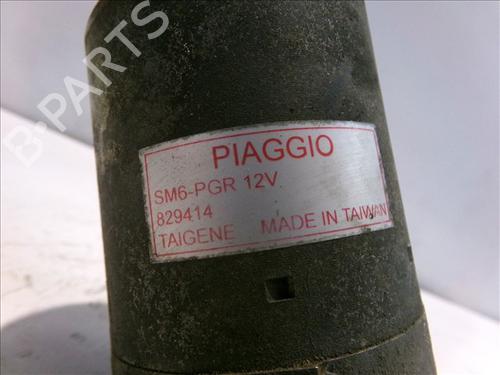 B-PARTS
PIAGGIO
SM6-PGR 12V
829414
TAIGENE MADE IN TAIWAN